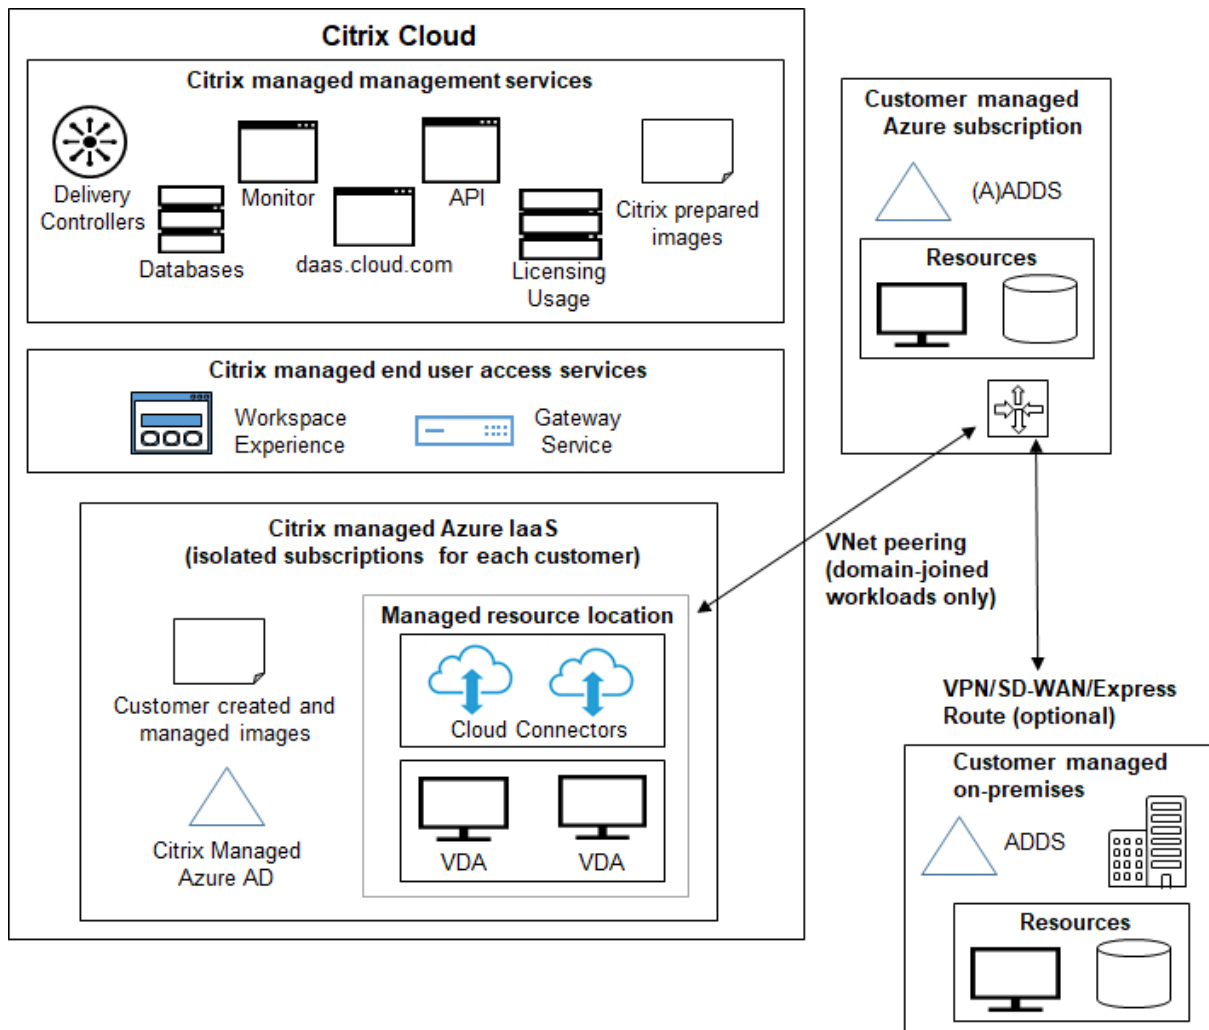 Citrix Cloud
Citrix managed management services
Delivery
Controllers
Databases
Monitor
daas.cloud.com
API
Licensing
Usage
Citrix prepared
images
Citrix managed end user access services
Workspace
Experience
Gateway
Service
Citrix managed Azure IaaS
(isolated subscriptions for each customer)
Customer created and
managed images
Citrix Managed
Azure AD
Managed resource location
Cloud Connectors
VDA
VDA
Customer managed
Azure subscription
(A)ADDS
Resources
VNet peering
(domain-joined
workloads only)
VPN/SD-WAN/Express
Route (optional)
Customer managed
on-premises
ADDS
Resources